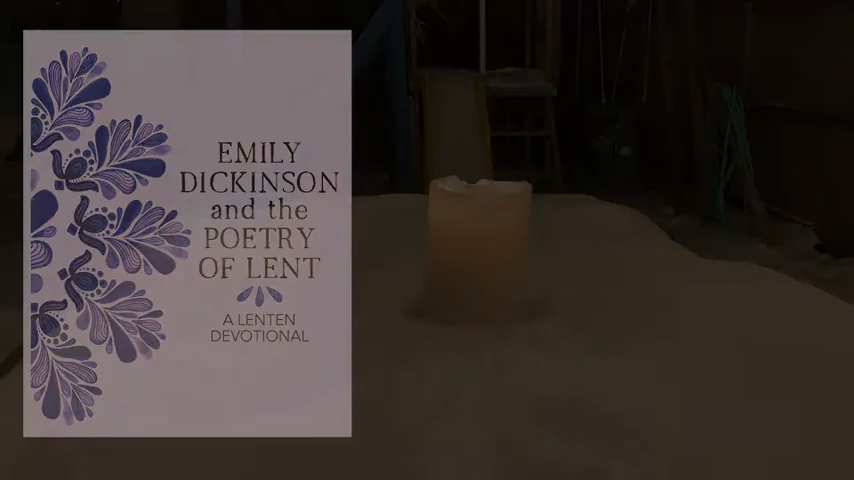 EMILY
DICKINSON
and the
POETRY
OF LENT
A LENTEN
DEVOTIONAL